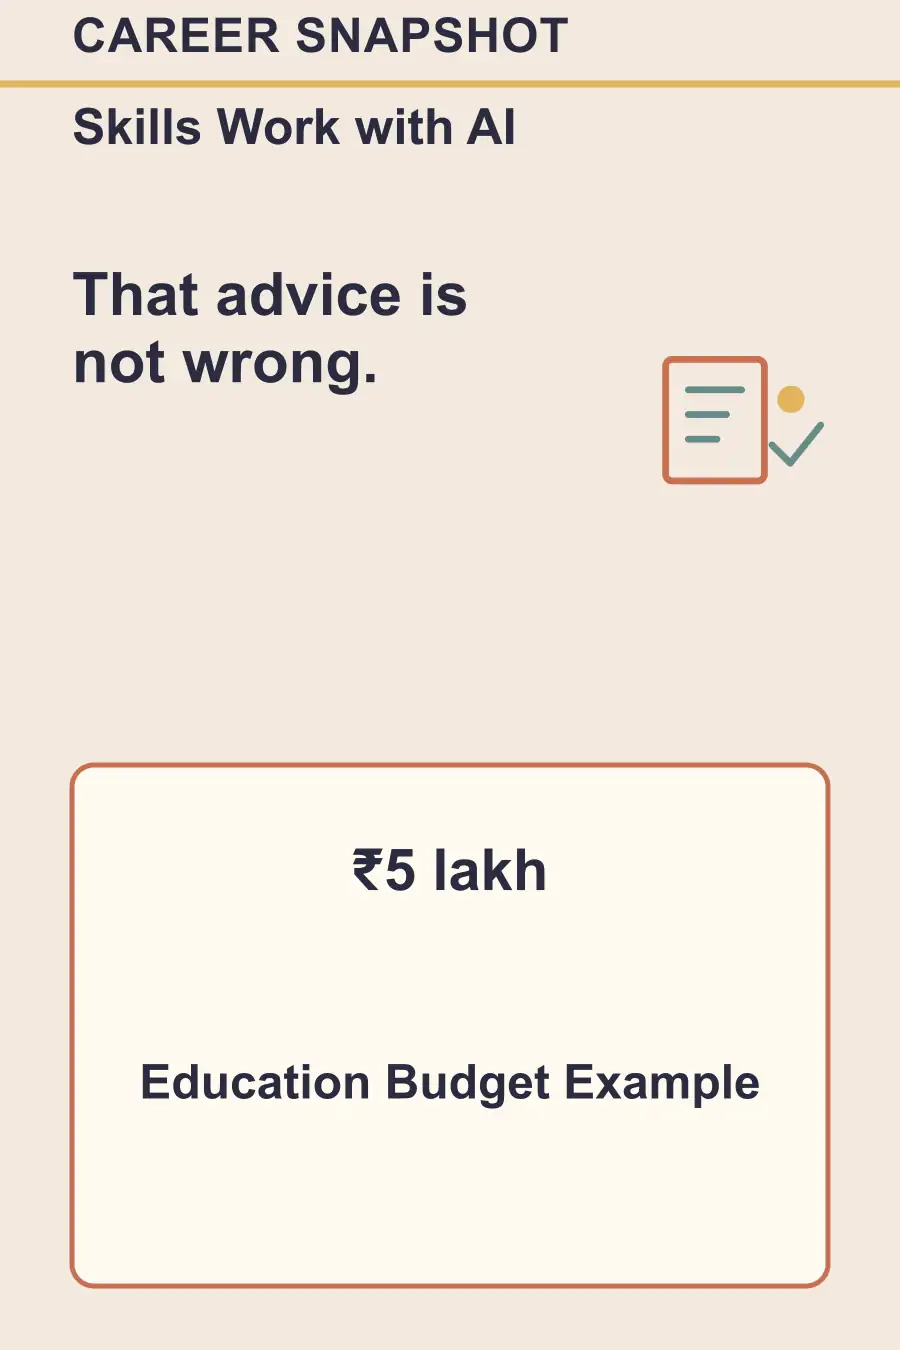 CAREER SNAPSHOT
Skills Work with AI
That advice is
not wrong.
₹5 lakh
Education Budget Example